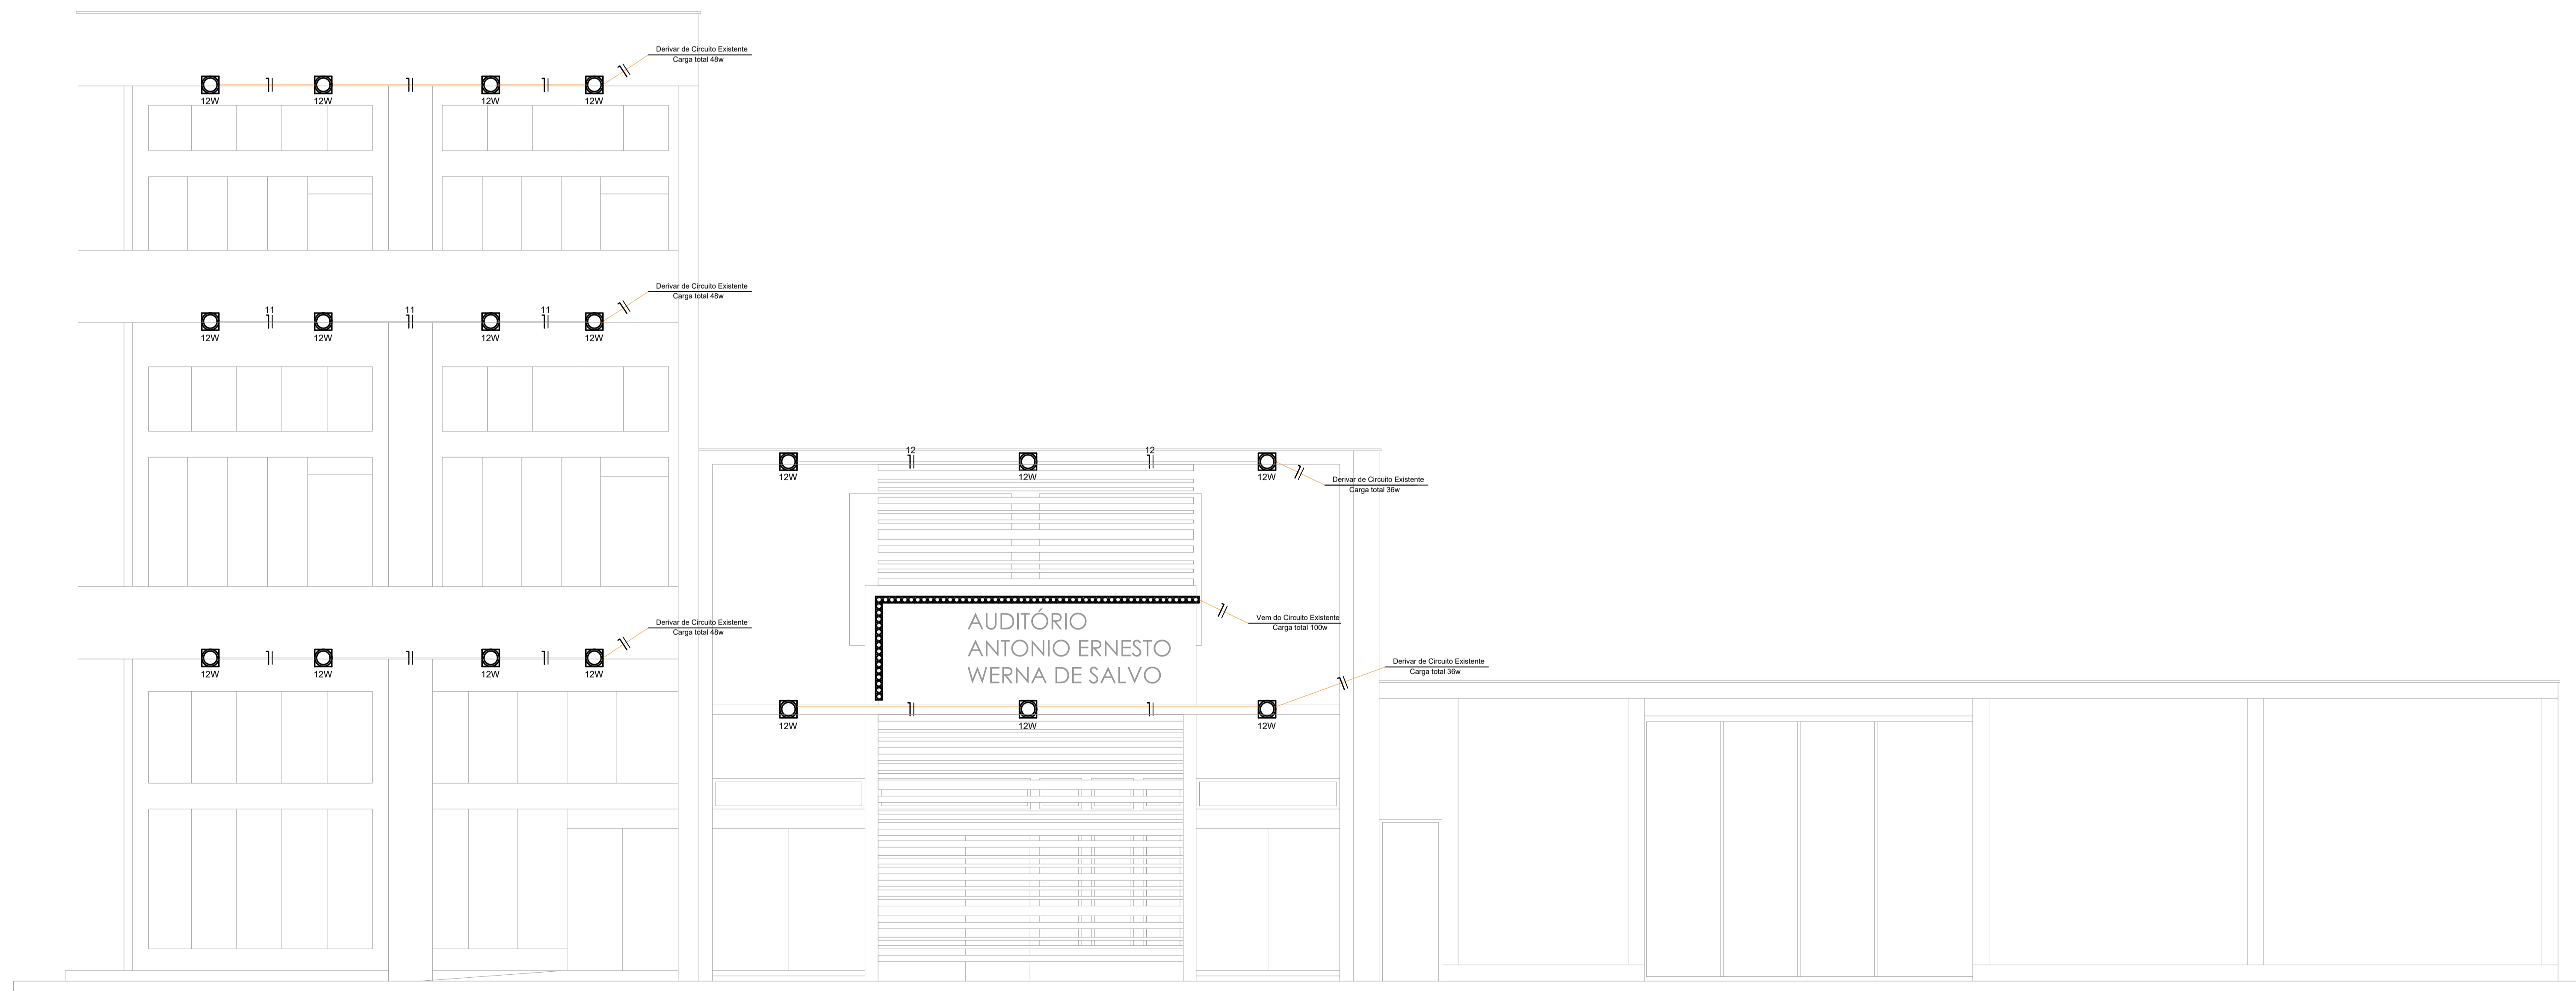 Derivar de Circuito Existente
Carga total 48w
12W
12W
12W
12W
Derivar de Circuito Existente
Carga total 48w
11
11
11
12W
12W
12W
12W
12
12
12W
12W
12W
Derivar de Circuito Existente
Carga total 36w
AUDITÓRIO
ANTONIO ERNESTO
WERNA DE SALVO
Vem do Circuito Existente
Carga total 100w
Derivar de Circuito Existente
Carga total 48w
12W
12W
12W
12W
Derivar de Circuito Existente
Carga total 36w
12W
12W
12W